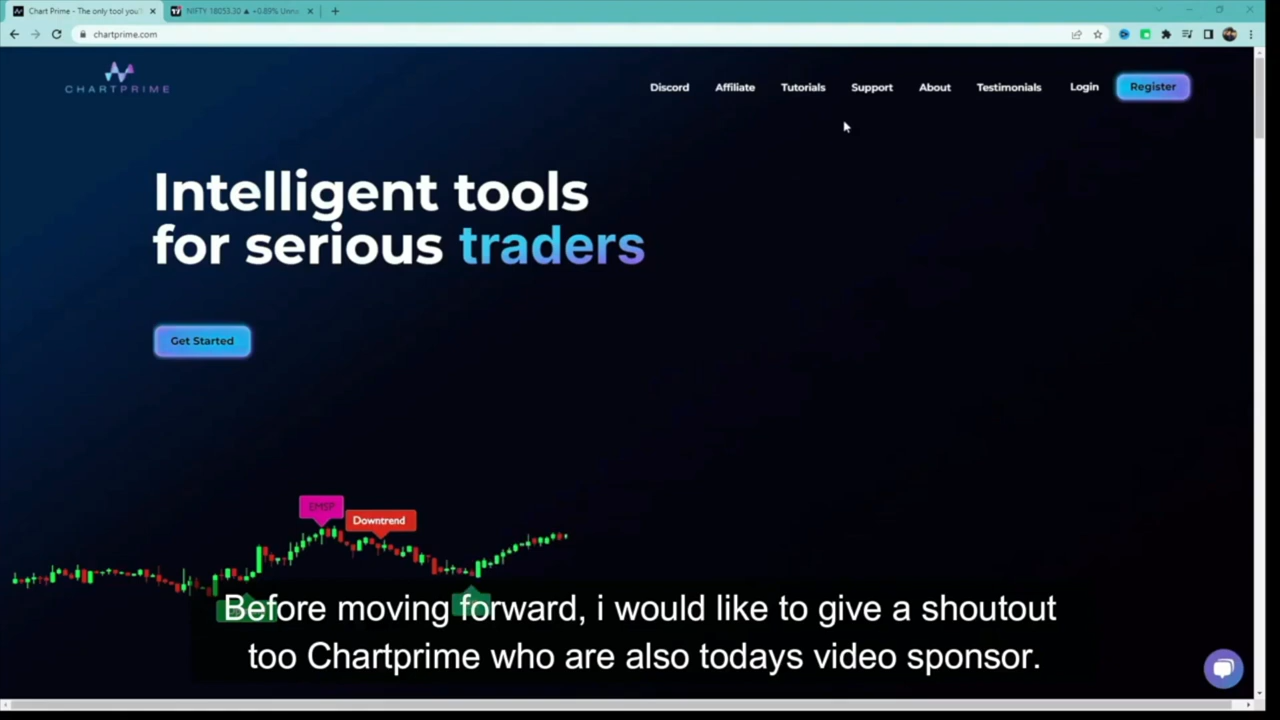 Chart Prime - The only tool you'l
NIFTY 18053.30 ▲ +0.89% Unna
chartprime.com
CHARTPRIME
Discord
Affiliate
Tutorials
Support
About
Testimonials
Login
Register
Intelligent tools
for serious traders
Get Started
EMSP
Downtrend
Before moving forward, i would like to give a shoutout
too Chartprime who are also todays video sponsor.